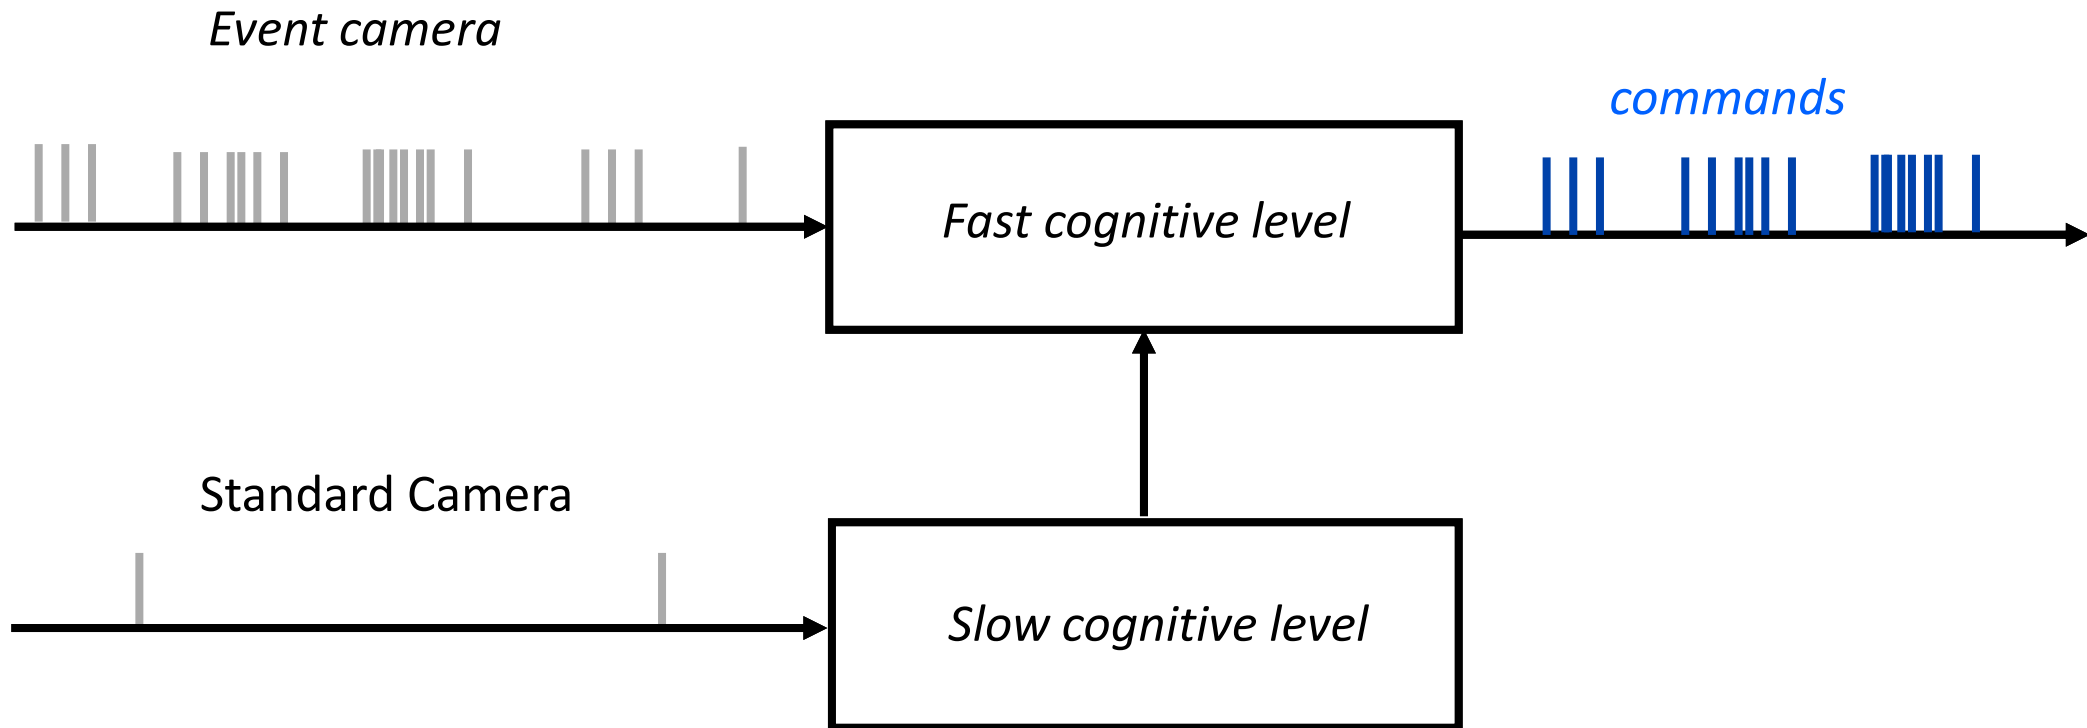 Event camera
commands
Fast cognitive level
Standard Camera
Slow cognitive level